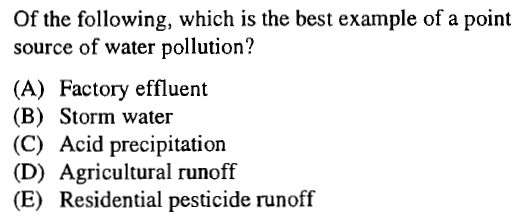 Of the following, which is the best example of a point
source of water pollution?
(A) Factory effluent
(B) Storm water
(C) Acid precipitation
(D) Agricultural runoff
(E) Residential pesticide runoff